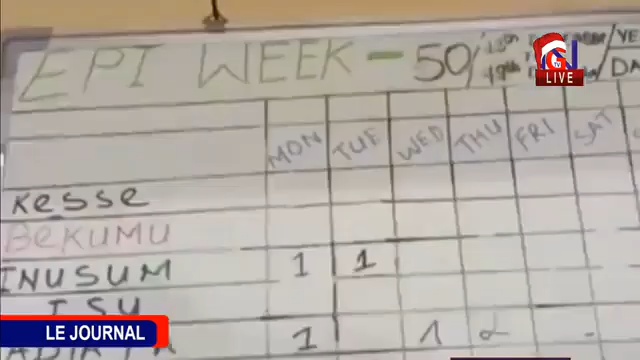 EPI WEEK - 50/
LIVE
MON TUE WED THU FRI SAT
Kesse
BEKUMU
INUSUM 1 1
ISU
1 1 2 -
LE JOURNAL